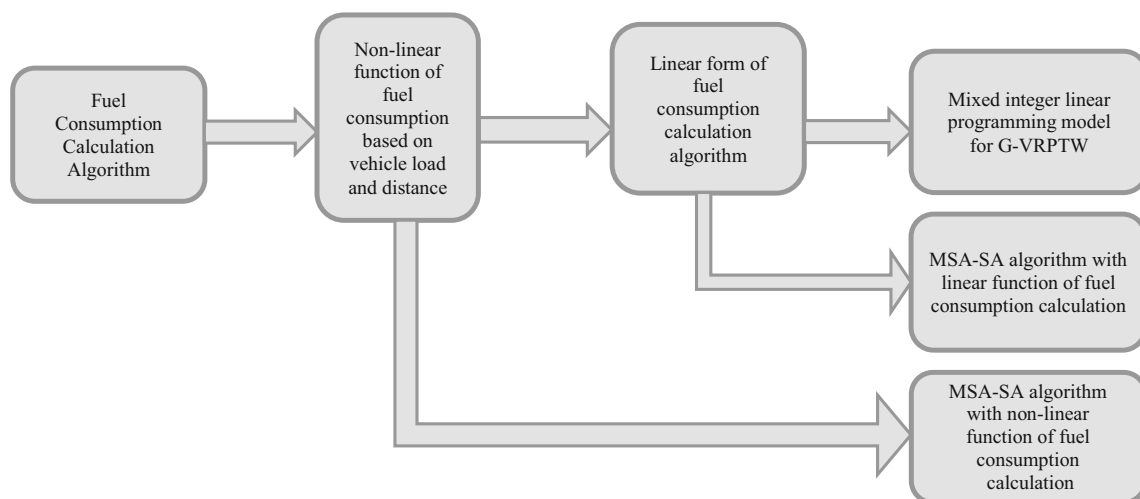 Fuel
Consumption
Calculation
Algorithm
Non-linear
function of
fuel
consumption
based on
vehicle load
and distance
Linear form of
fuel
consumption
calculation
algorithm
Mixed integer linear
programming model
for G-VRPTW
MSA-SA algorithm with
linear function of fuel
consumption calculation
MSA-SA algorithm
with non-linear
function of fuel
consumption
calculation